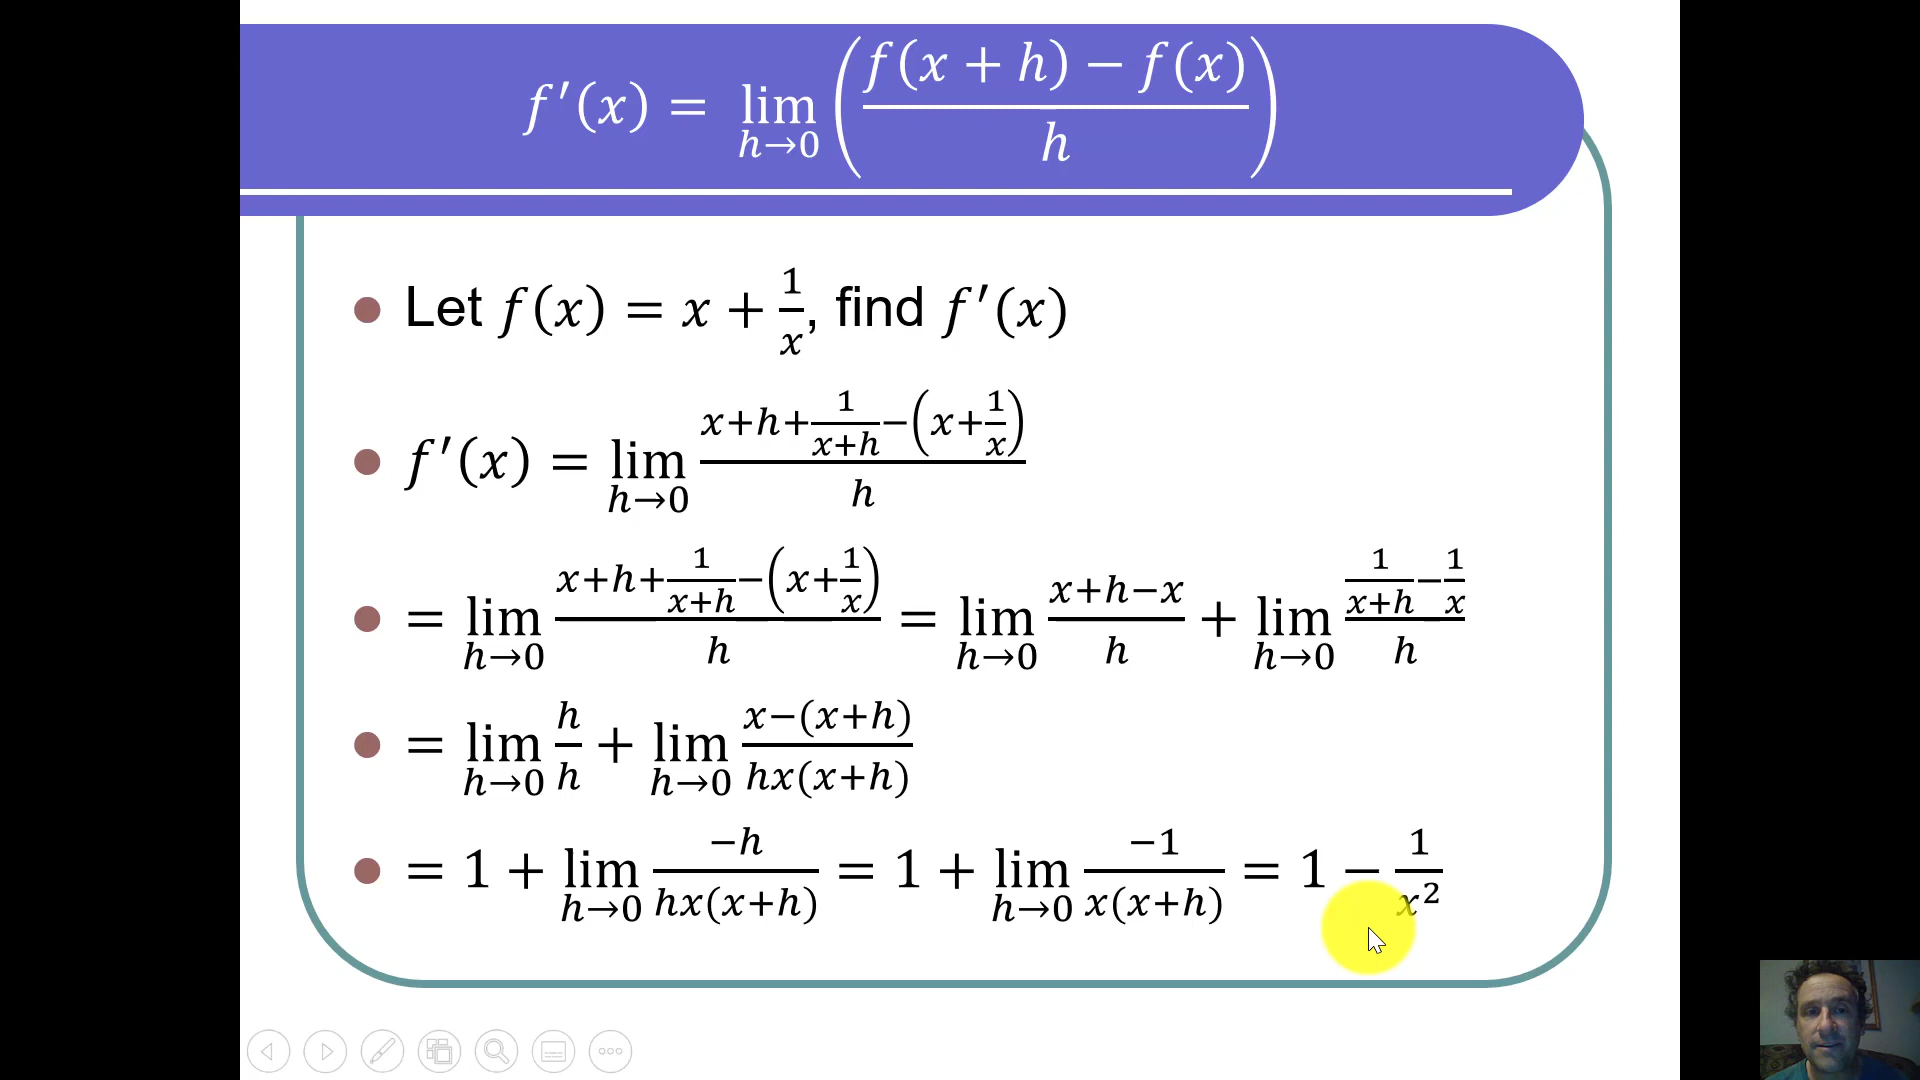 f′(x) = lim_{h→0} ( (f(x + h) − f(x)) / h )
Let f(x) = x + 1/x, find f′(x)
f′(x) = lim_{h→0} (x+h+1/(x+h)−(x+1/x)) / h
= lim_{h→0} (x+h+1/(x+h)−(x+1/x)) / h = lim_{h→0} (x+h−x)/h + lim_{h→0} (1/(x+h)−1/x) / h
= lim_{h→0} h/h + lim_{h→0} (x−(x+h))/(hx(x+h))
= 1 + lim_{h→0} −h/(hx(x+h)) = 1 + lim_{h→0} −1/(x(x+h)) = 1 − 1/x²